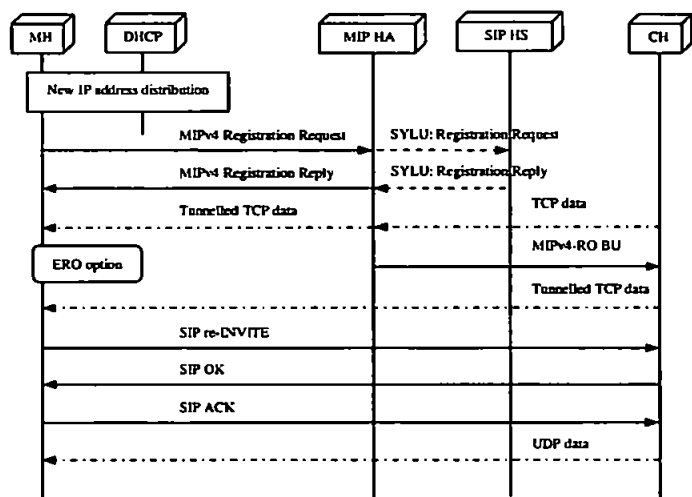 MH
DHCP
MIP HA
SIP HS
CH
New IP address distribution
MIPv4 Registration Request
SYLU: Registration Request
MIPv4 Registration Reply
SYLU: Registration Reply
Tunnelled TCP data
TCP data
ERO option
MIPv4-RO BU
Tunnelled TCP data
SIP re-INVITE
SIP OK
SIP ACK
UDP data